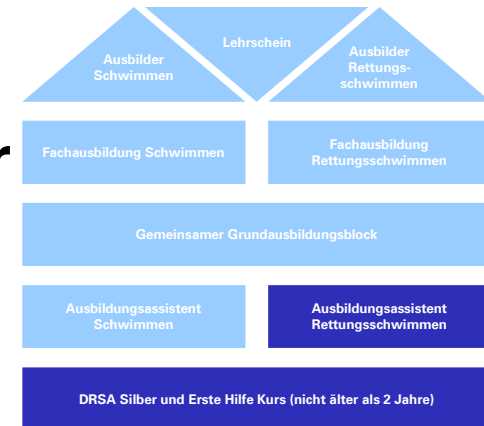 Lehrschein
Ausbilder
Schwimmen
Ausbilder
Rettungs-
schwimmen
r
Fachausbildung Schwimmen
Fachausbildung
Rettungsschwimmen
Gemeinsamer Grundausbildungsblock
Ausbildungsassistent
Schwimmen
Ausbildungsassistent
Rettungsschwimmen
DRSA Silber und Erste Hilfe Kurs (nicht älter als 2 Jahre)